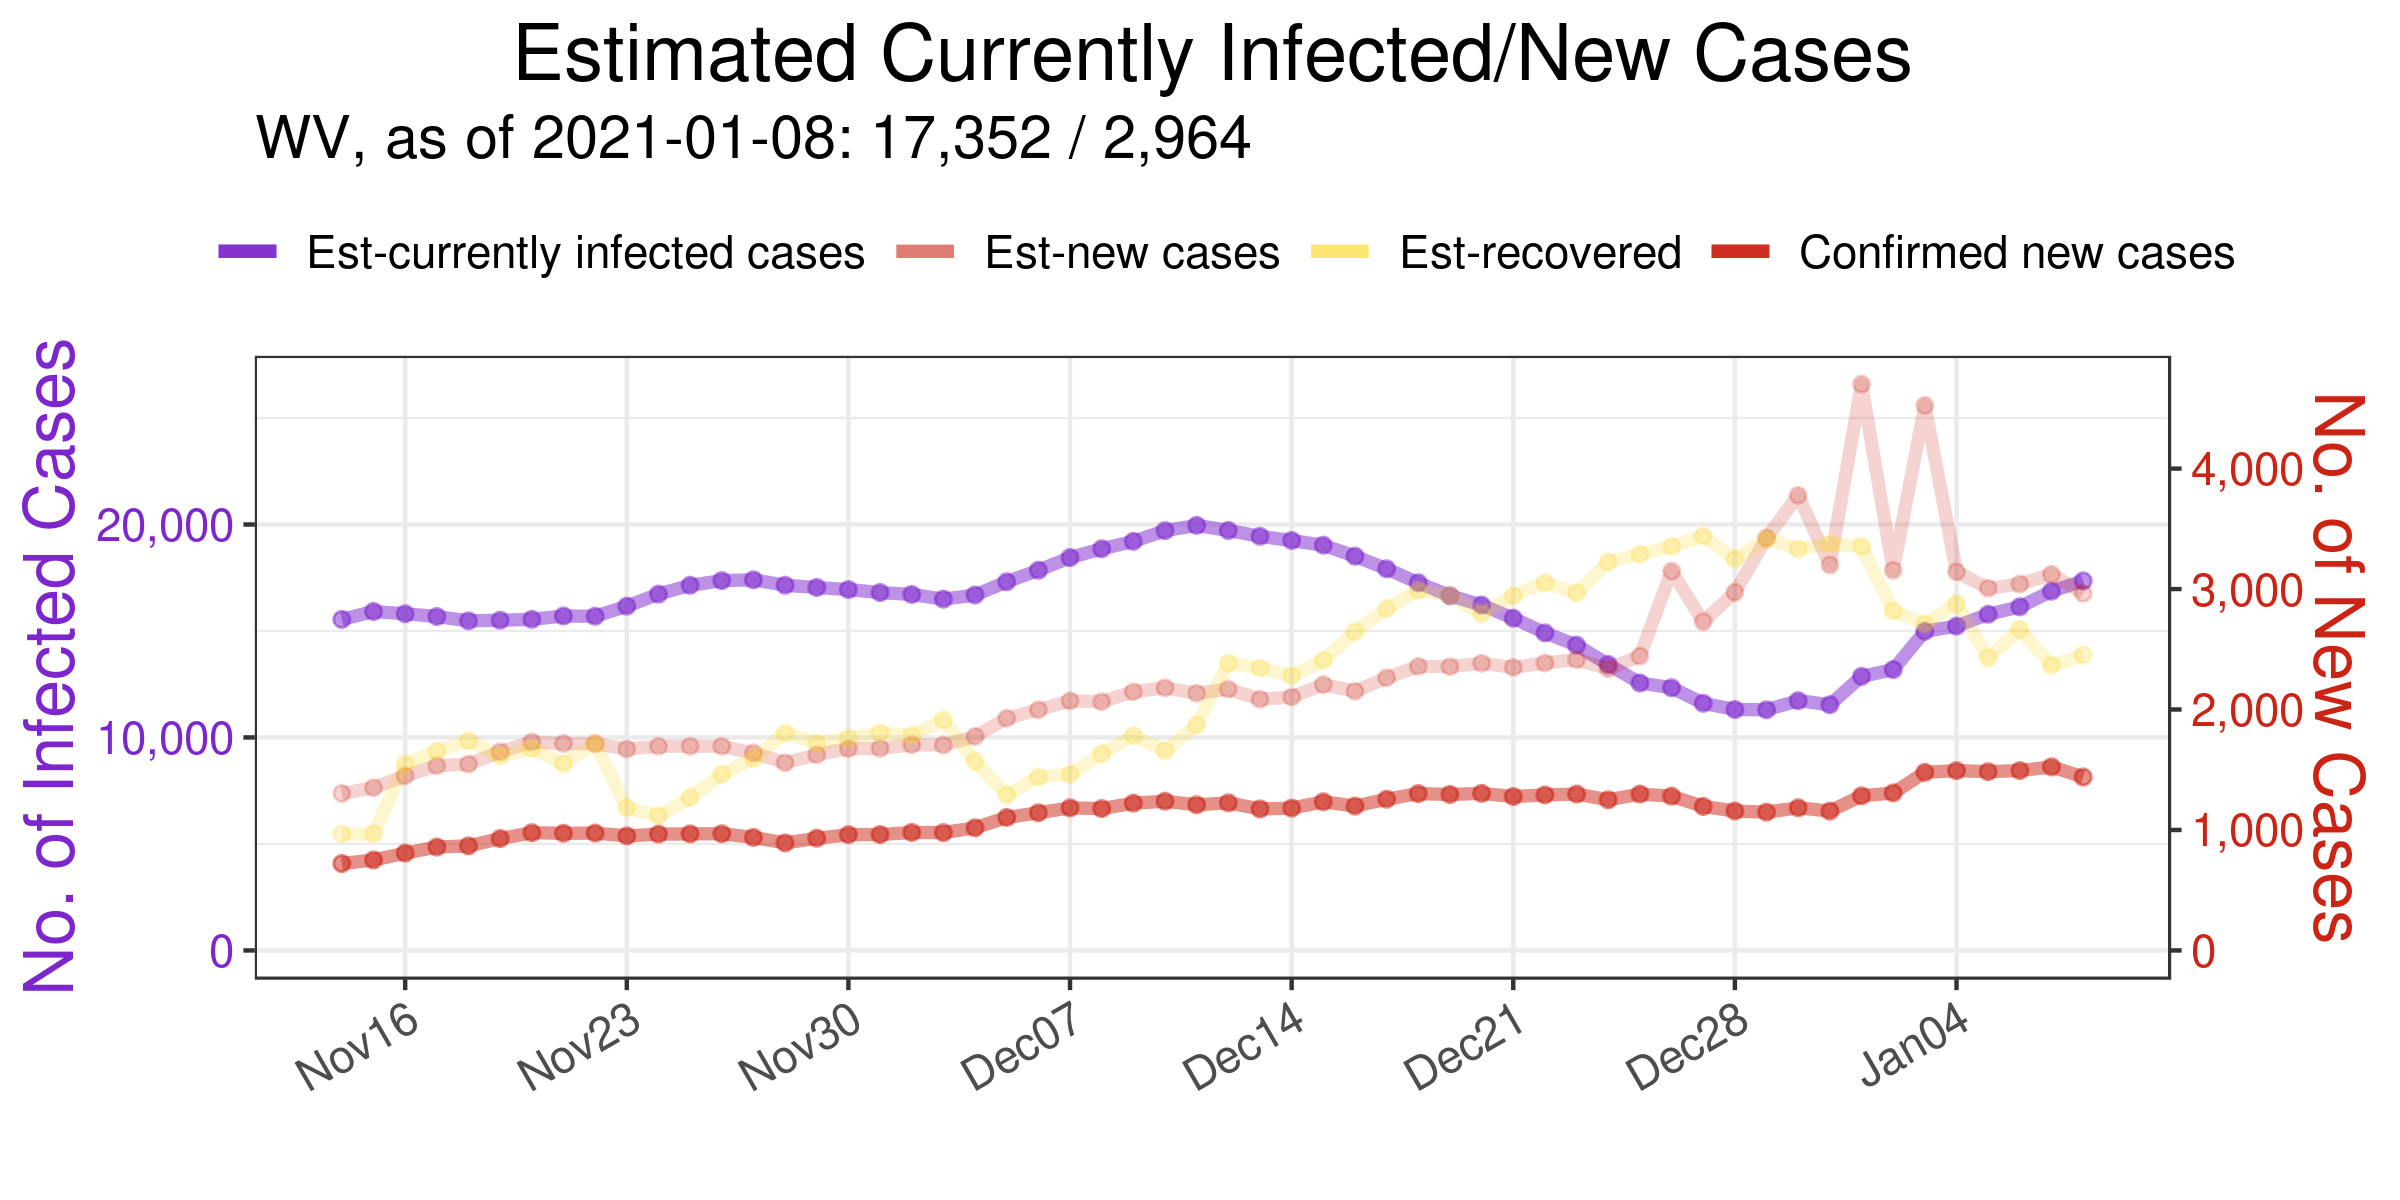 Estimated Currently Infected/New Cases
WV, as of 2021-01-08: 17,352 / 2,964
Est-currently infected cases Est-new cases Est-recovered Confirmed new cases
No. of Infected Cases
20,000
10,000
0
4,000
3,000
2,000
1,000
0
No. of New Cases
Nov16 Nov23 Nov30 Dec07 Dec14 Dec21 Dec28 Jan04